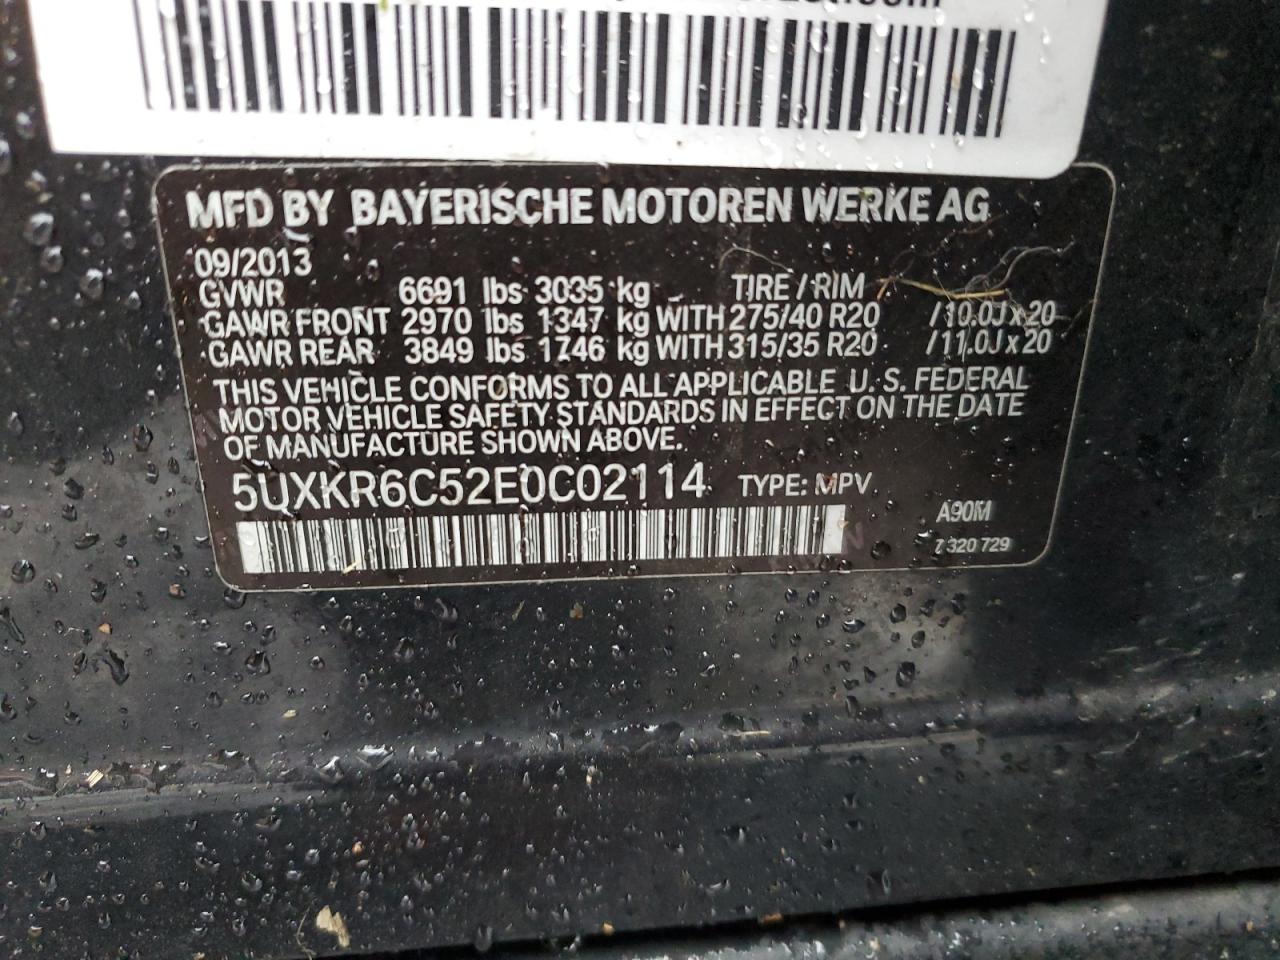 MFD BY BAYERISCHE MOTOREN WERKE AG
09/2013
GVWR 6691 lbs 3035 kg TIRE / RIM
GAWR FRONT 2970 lbs 1347 kg WITH 275/40 R20 /10.0J x 20
GAWR REAR 3849 lbs 1746 kg WITH 315/35 R20 /11.0J x 20
THIS VEHICLE CONFORMS TO ALL APPLICABLE U.S. FEDERAL
MOTOR VEHICLE SAFETY STANDARDS IN EFFECT ON THE DATE
OF MANUFACTURE SHOWN ABOVE.
5UXKR6C52E0C02114 TYPE: MPV
A90M
7 320 729